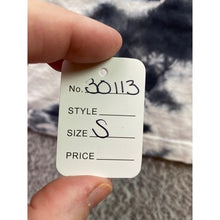 No. 30113
STYLE
SIZE S
PRICE